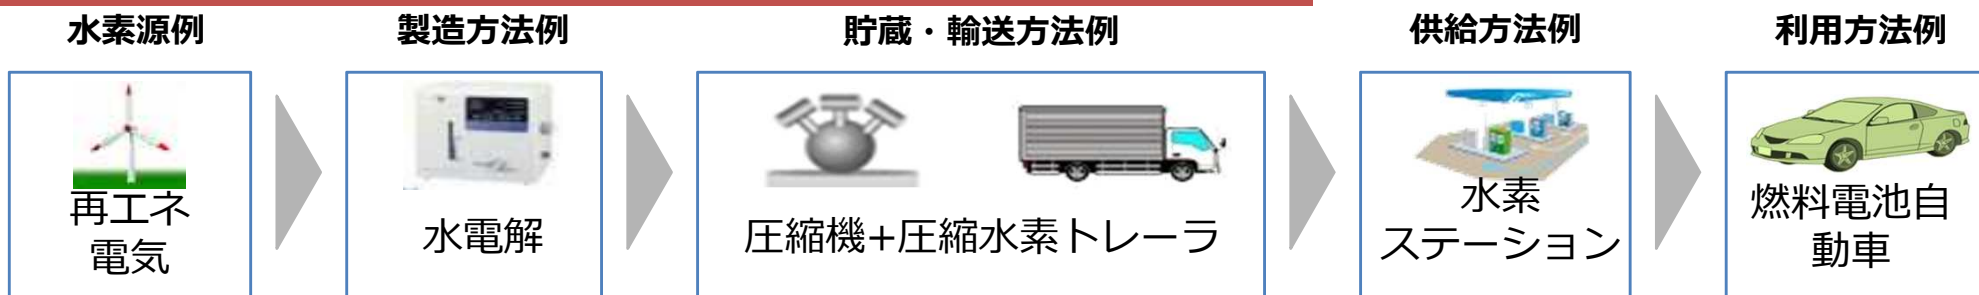 水素源例
製造方法例
貯蔵・輸送方法例
供給方法例
利用方法例
再エネ
電気
水電解
圧縮機+圧縮水素トレーラ
水素
ステーション
燃料電池自
動車